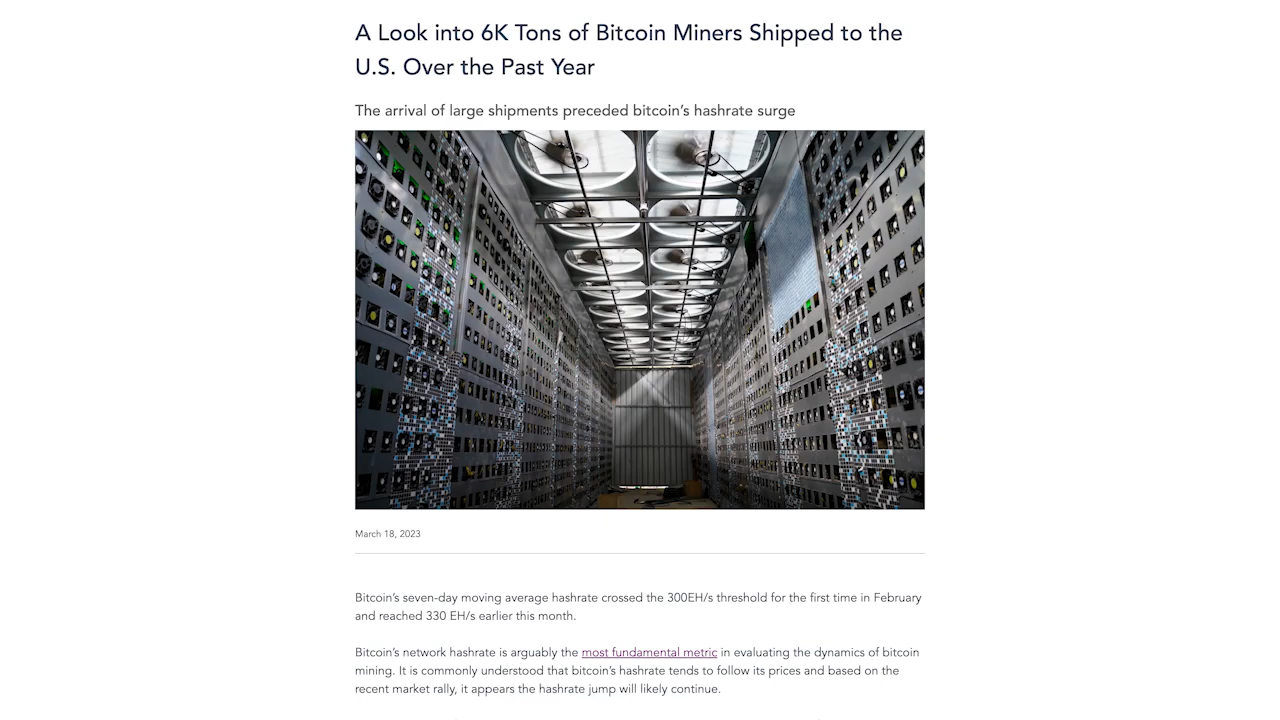 A Look into 6K Tons of Bitcoin Miners Shipped to the
U.S. Over the Past Year
The arrival of large shipments preceded bitcoin’s hashrate surge
March 18, 2023
Bitcoin’s seven-day moving average hashrate crossed the 300EH/s threshold for the first time in February
and reached 330 EH/s earlier this month.
Bitcoin’s network hashrate is arguably the most fundamental metric in evaluating the dynamics of bitcoin
mining. It is commonly understood that bitcoin’s hashrate tends to follow its prices and based on the
recent market rally, it appears the hashrate jump will likely continue.